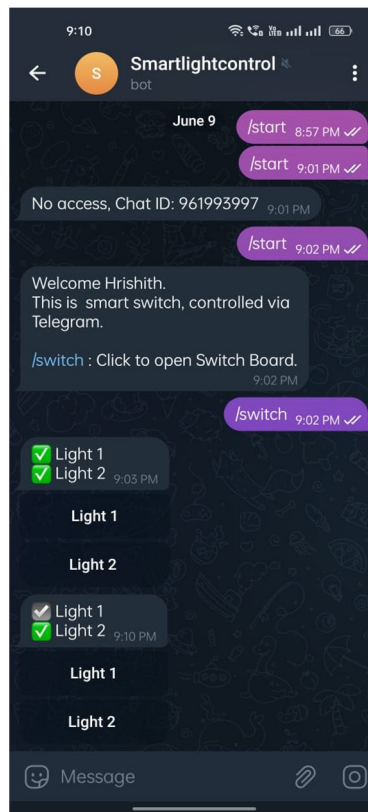 9:10
66
S
Smartlightcontrol
bot
June 9
/start 8:57 PM
/start 9:01 PM
No access, Chat ID: 961993997 9:01 PM
/start 9:02 PM
Welcome Hrishith.
This is smart switch, controlled via
Telegram.
/switch : Click to open Switch Board.
9:02 PM
/switch 9:02 PM
Light 1
Light 2 9:03 PM
Light 1
Light 2
Light 1
Light 2 9:10 PM
Light 1
Light 2
Message